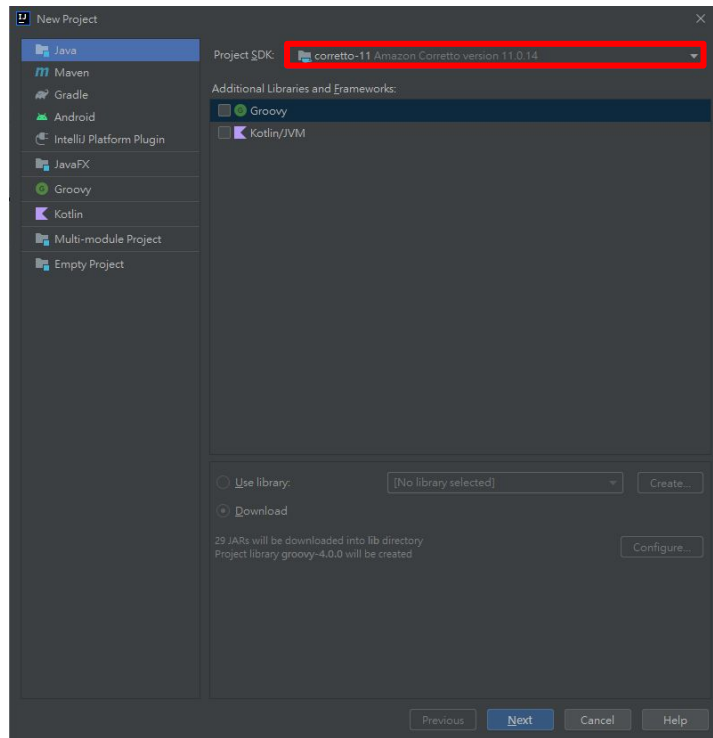 New Project
Java
Maven
Gradle
Android
IntelliJ Platform Plugin
JavaFX
Groovy
Kotlin
Multi-module Project
Empty Project
Project SDK: corretto-11 Amazon Corretto version 11.0.14
Additional Libraries and Frameworks:
Groovy
Kotlin/JVM
Use library: [No library selected] Create...
Download
29 JARs will be downloaded into lib directory
Project library groovy-4.0.0 will be created
Configure...
Previous Next Cancel Help